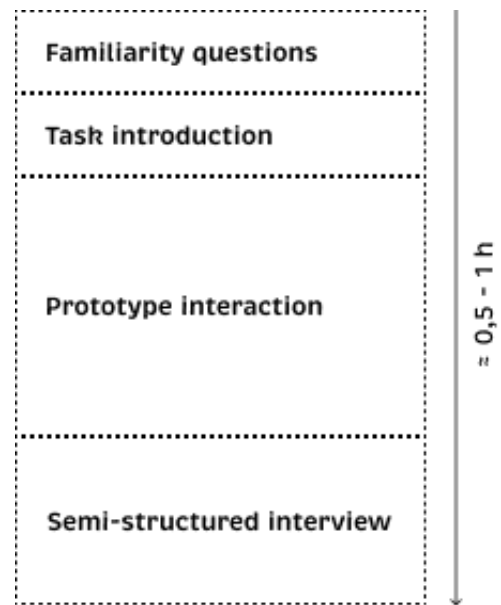 Familiarity questions
Task introduction
Prototype interaction
Semi-structured interview
≈ 0,5 - 1 h